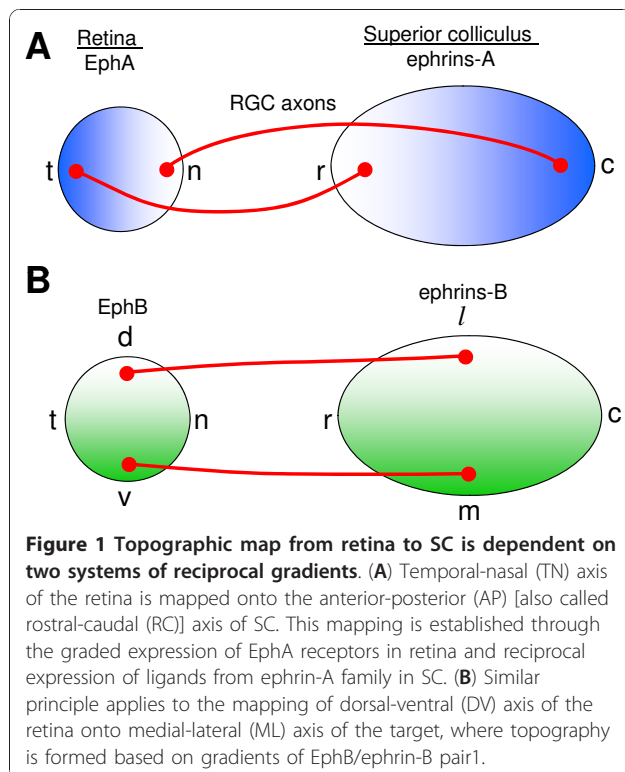 A
Retina
EphA
Superior colliculus
ephrins-A
RGC axons
t
n
r
c
B
EphB
d
ephrins-B
l
t
n
r
c
v
m
Figure 1 Topographic map from retina to SC is dependent on
two systems of reciprocal gradients. (A) Temporal-nasal (TN) axis
of the retina is mapped onto the anterior-posterior (AP) [also called
rostral-caudal (RC)] axis of SC. This mapping is established through
the graded expression of EphA receptors in retina and reciprocal
expression of ligands from ephrin-A family in SC. (B) Similar
principle applies to the mapping of dorsal-ventral (DV) axis of the
retina onto medial-lateral (ML) axis of the target, where topography
is formed based on gradients of EphB/ephrin-B pair1.